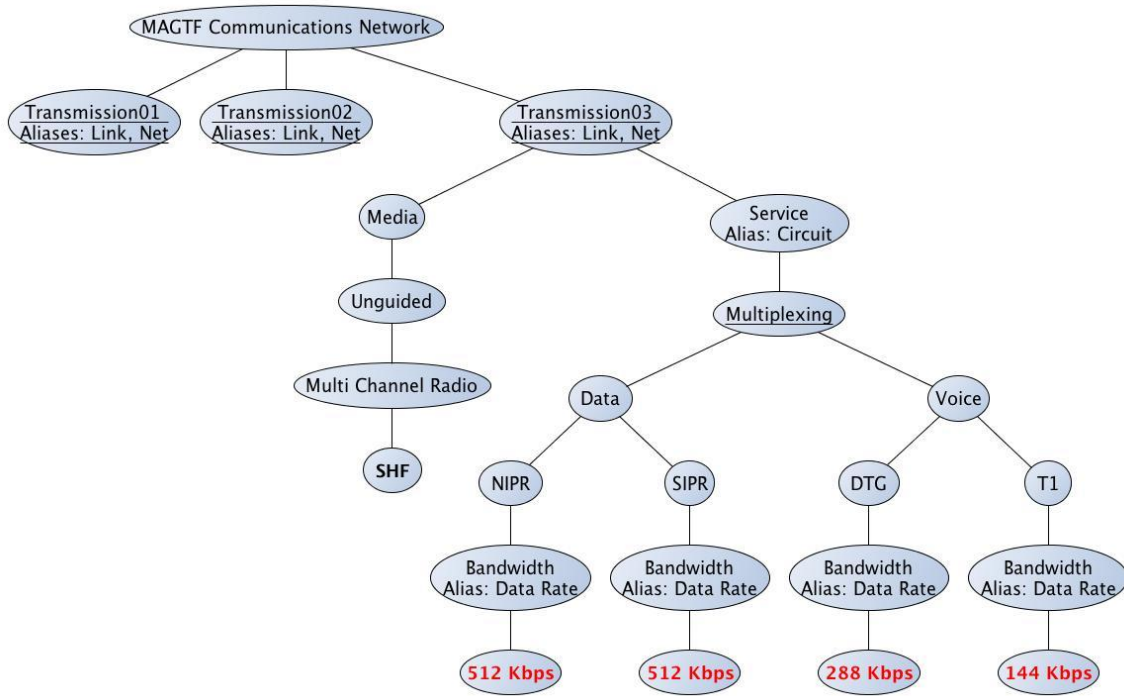 MAGTF Communications Network
Transmission01
Aliases: Link, Net
Transmission02
Aliases: Link, Net
Transmission03
Aliases: Link, Net
Media
Service
Alias: Circuit
Unguided
Multiplexing
Multi Channel Radio
Data
Voice
SHF
NIPR
SIPR
DTG
T1
Bandwidth
Alias: Data Rate
Bandwidth
Alias: Data Rate
Bandwidth
Alias: Data Rate
Bandwidth
Alias: Data Rate
512 Kbps
512 Kbps
288 Kbps
144 Kbps